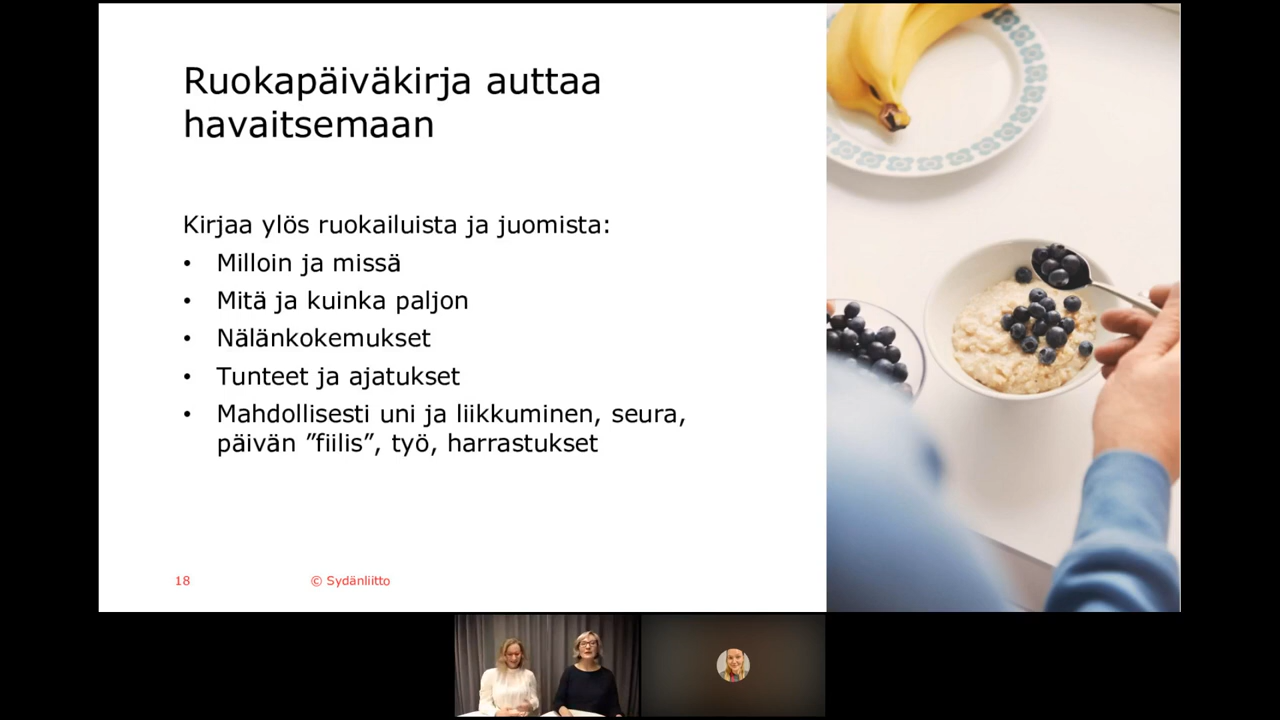 Ruokapäiväkirja auttaa
havaitsemaan
Kirjaa ylös ruokailuista ja juomista:
• Milloin ja missä
• Mitä ja kuinka paljon
• Nälänkokemukset
• Tunteet ja ajatukset
• Mahdollisesti uni ja liikkuminen, seura,
päivän ”fiilis”, työ, harrastukset
18 © Sydänliitto